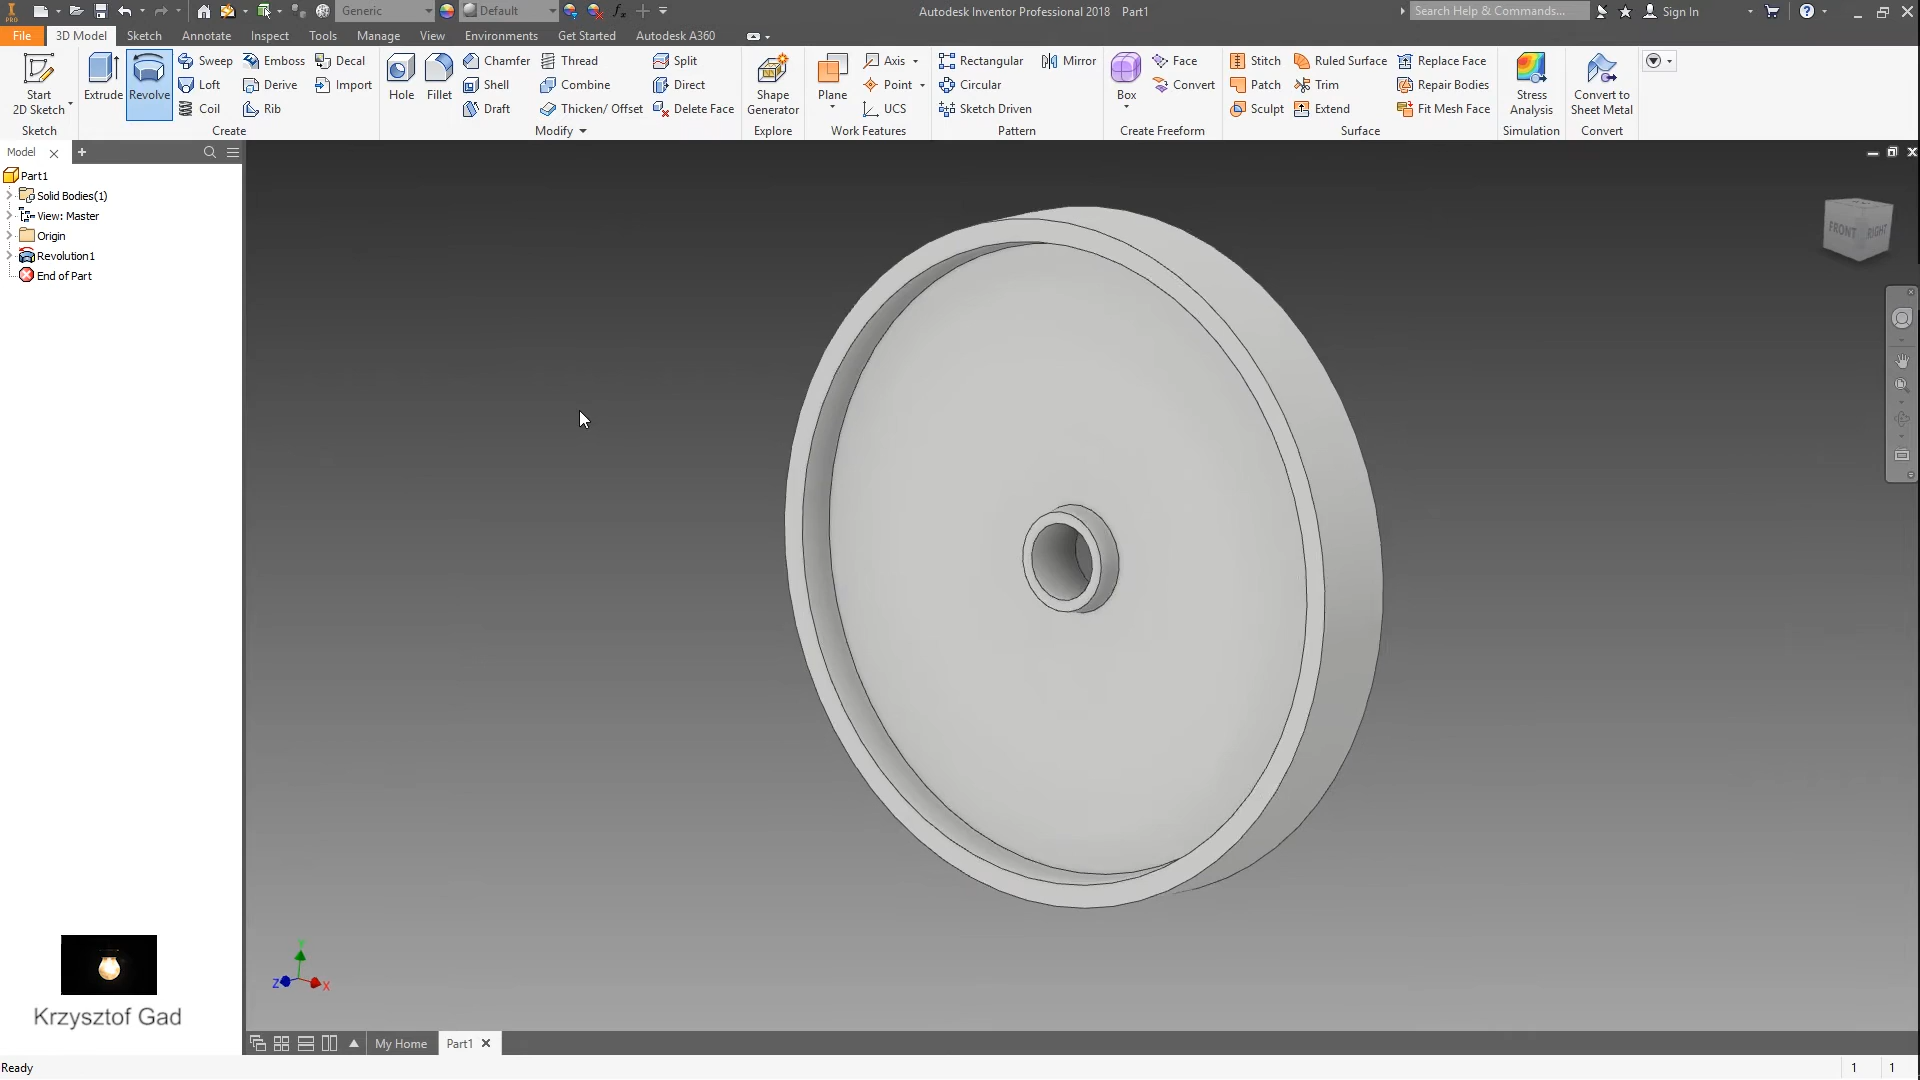 PRO Generic Default fx Autodesk Inventor Professional 2018 Part1 Search Help & Commands... Sign In
File 3D Model Sketch Annotate Inspect Tools Manage View Environments Get Started Autodesk A360
Start 2D Sketch
Extrude
Revolve
Sweep Emboss Decal
Loft Derive Import
Coil Rib
Hole
Fillet
Chamfer Thread Split
Shell Combine Direct
Draft Thicken/ Offset Delete Face
Shape Generator
Plane
Axis
Point
UCS
Rectangular Mirror
Circular
Sketch Driven
Box
Face
Convert
Stitch Ruled Surface Replace Face
Patch Trim Repair Bodies
Sculpt Extend Fit Mesh Face
Stress Analysis
Convert to Sheet Metal
Sketch Create Modify Explore Work Features Pattern Create Freeform Surface Simulation Convert
Model
Part1
Solid Bodies(1)
View: Master
Origin
Revolution1
End of Part
FRONT RIGHT
Y
Z X
Krzysztof Gad
My Home Part1
Ready 1 1